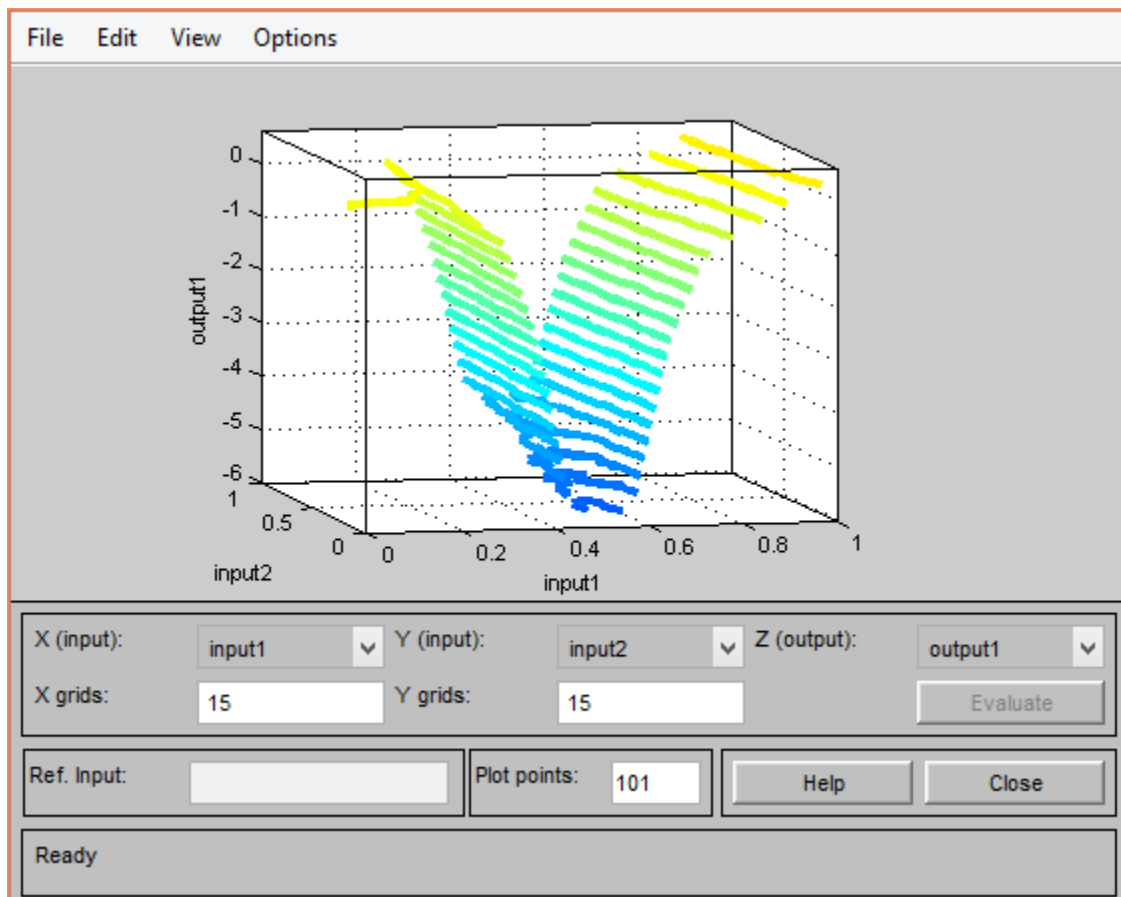 File Edit View Options
0
-1
-2
-3
-4
-5
-6
output1
1
0.5
0
input2
0 0.2 0.4 0.6 0.8 1
input1
X (input): input1 Y (input): input2 Z (output): output1
X grids: 15 Y grids: 15 Evaluate
Ref. Input: Plot points: 101 Help Close
Ready